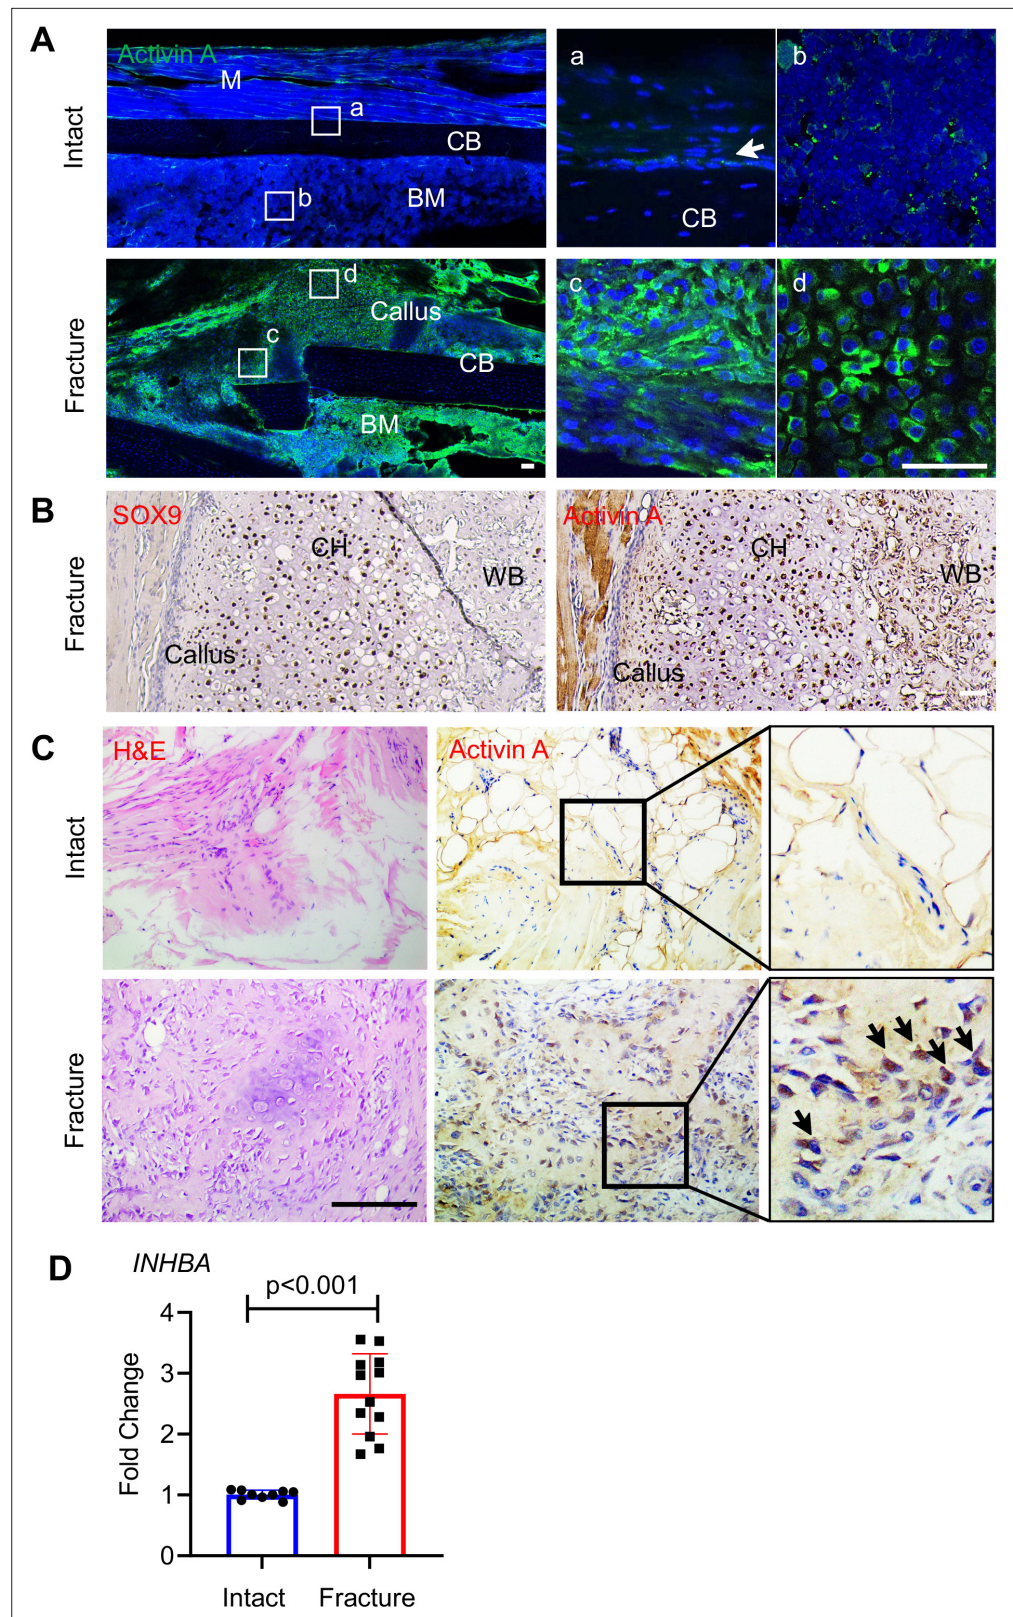 A
Intact
Activin A
M
a
CB
b
BM
a
CB
b
Fracture
d
Callus
c
CB
BM
c
d
B
Fracture
SOX9
CH
WB
Callus
Activin A
CH
WB
Callus
C
Intact
H&E
Activin A
Fracture
D
INHBA
p<0.001
Fold Change
4
3
2
1
0
Intact
Fracture